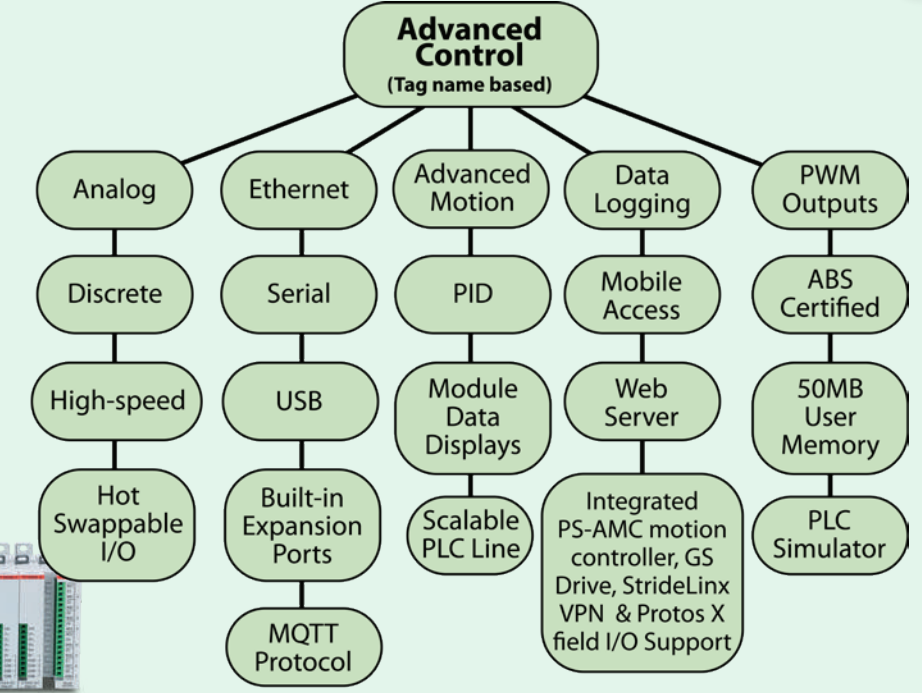 Advanced
Control
(Tag name based)
Analog
Discrete
High-speed
Hot
Swappable
I/O
Ethernet
Serial
USB
Built-in
Expansion
Ports
MQTT
Protocol
Advanced
Motion
PID
Module
Data
Displays
Scalable
PLC Line
Data
Logging
Mobile
Access
Web
Server
Integrated
PS-AMC motion
controller, GS
Drive, StrideLinx
VPN & Protos X
field I/O Support
PWM
Outputs
ABS
Certified
50MB
User
Memory
PLC
Simulator